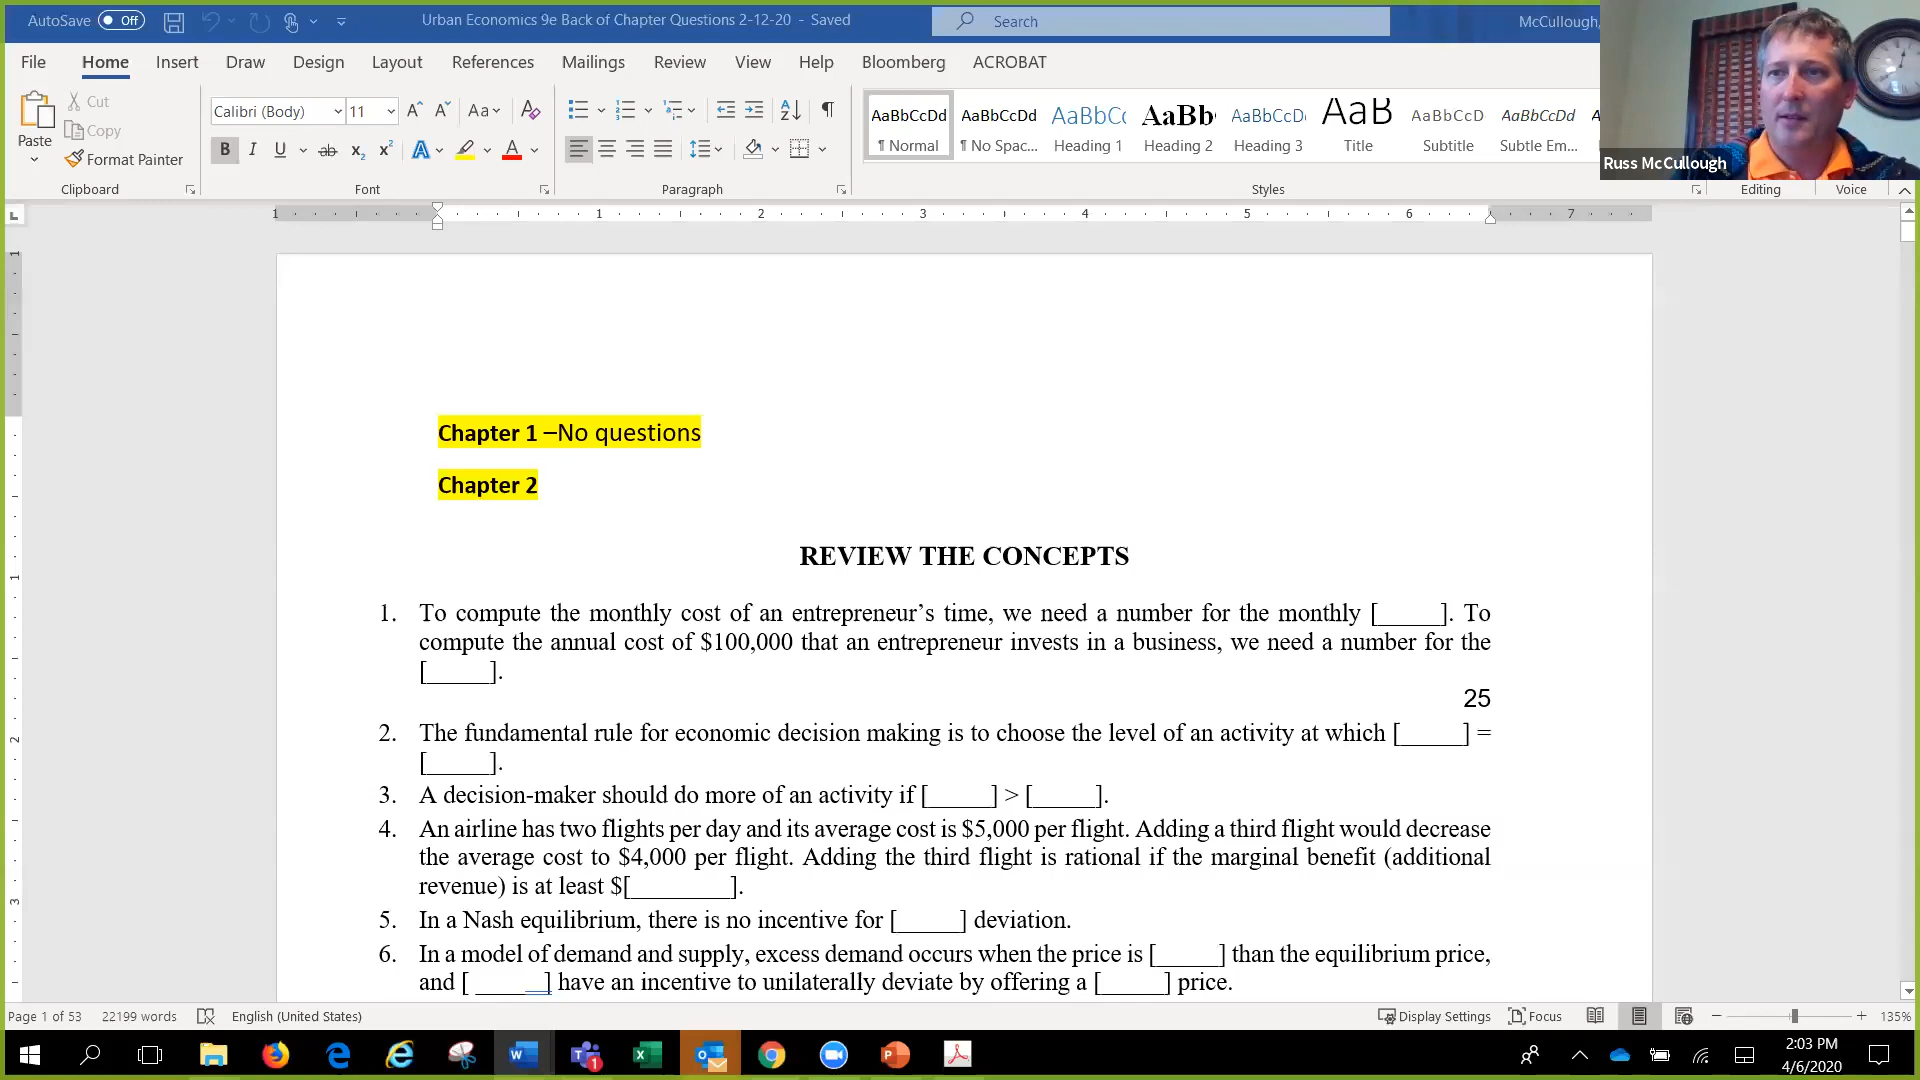 AutoSave Off Urban Economics 9e Back of Chapter Questions 2-12-20 - Saved Search McCullough,
File Home Insert Draw Design Layout References Mailings Review View Help Bloomberg ACROBAT
Paste
Cut
Copy
Format Painter
Clipboard
Calibri (Body) 11
Font
Paragraph
AaBbCcDd AaBbCcDd AaBbCc AaBb AaBbCcD AaB AaBbCcD AaBbCcDd
¶ Normal ¶ No Spac... Heading 1 Heading 2 Heading 3 Title Subtitle Subtle Em...
Styles
Editing
Voice
Russ McCullough
1 1 2 3 4 5 6 7
Chapter 1 –No questions
Chapter 2
REVIEW THE CONCEPTS
1. To compute the monthly cost of an entrepreneur’s time, we need a number for the monthly [_____]. To
compute the annual cost of $100,000 that an entrepreneur invests in a business, we need a number for the
[_____].
25
2. The fundamental rule for economic decision making is to choose the level of an activity at which [_____] =
[_____].
3. A decision-maker should do more of an activity if [_____] > [_____].
4. An airline has two flights per day and its average cost is $5,000 per flight. Adding a third flight would decrease
the average cost to $4,000 per flight. Adding the third flight is rational if the marginal benefit (additional
revenue) is at least $[________].
5. In a Nash equilibrium, there is no incentive for [_____] deviation.
6. In a model of demand and supply, excess demand occurs when the price is [_____] than the equilibrium price,
and [ ______] have an incentive to unilaterally deviate by offering a [_____] price.
Page 1 of 53 22199 words English (United States) Display Settings Focus 135%
2:03 PM
4/6/2020